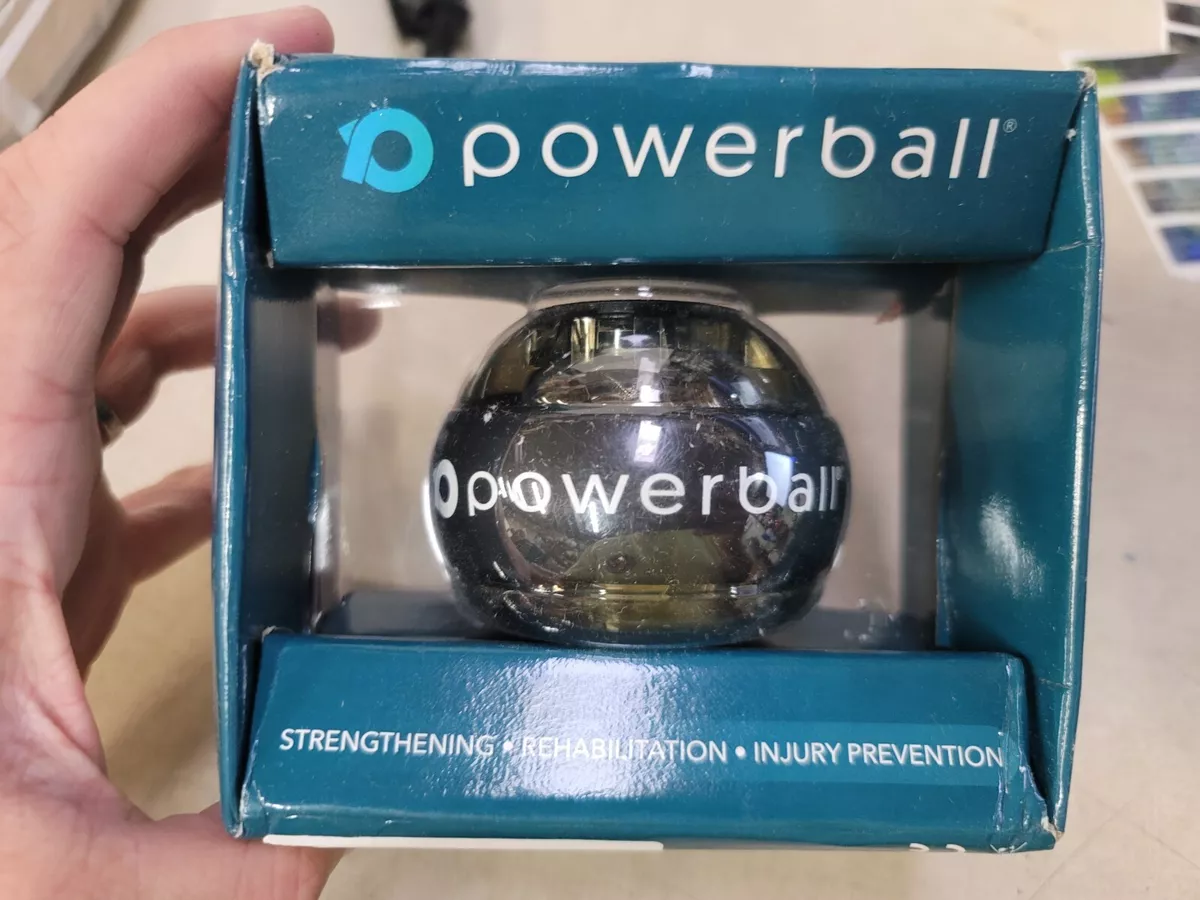 powerball®
powerball
STRENGTHENING • REHABILITATION • INJURY PREVENTION